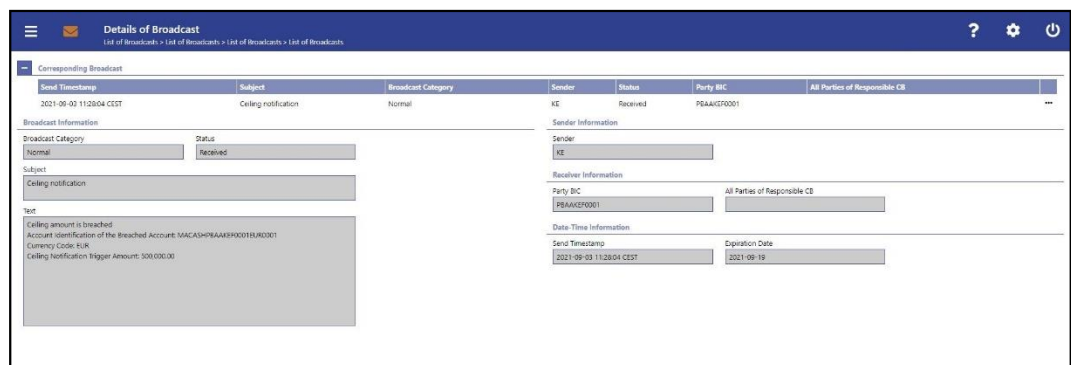 Details of Broadcast
List of Broadcasts > List of Broadcasts > List of Broadcasts > List of Broadcasts
Corresponding Broadcast
Send Timestamp Subject Broadcast Category Sender Status Party BIC All Parties of Responsible CB
2021-09-03 11:28:04 CEST Ceiling notification Normal KE Received PBAAKEF0001
Broadcast Information
Broadcast Category Status
Normal Received
Subject
Ceiling notification
Text
Ceiling amount is breached
Account Identification of the Breached Account: MACASHPBAAKEF0001EUR0001
Currency Code: EUR
Ceiling Notification Trigger Amount: 500,000.00
Sender Information
Sender
KE
Receiver Information
Party BIC All Parties of Responsible CB
PBAAKEF0001
Date-Time Information
Send Timestamp Expiration Date
2021-09-03 11:28:04 CEST 2021-09-19